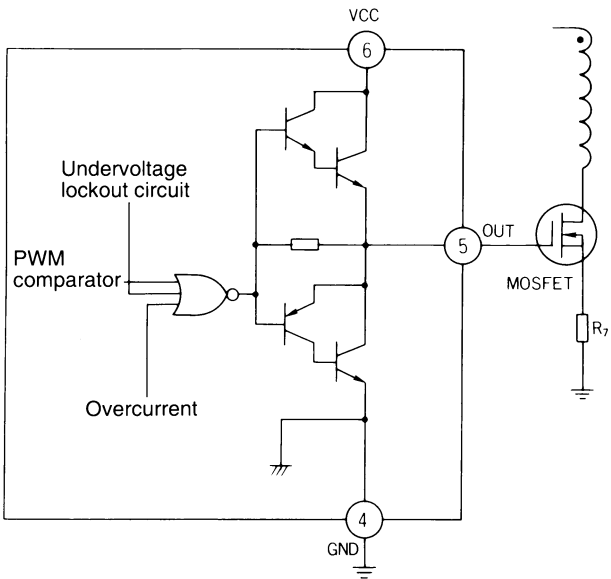 VCC
6
Undervoltage
lockout circuit
PWM
comparator
Overcurrent
5
OUT
MOSFET
R7
4
GND